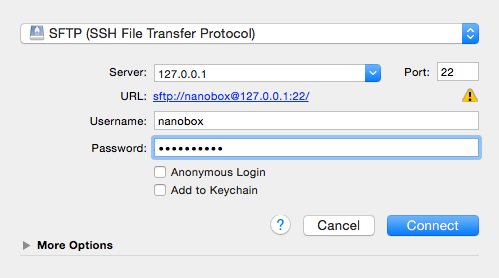 SFTP (SSH File Transfer Protocol)
Server: 127.0.0.1 Port: 22
URL: sftp://nanobox@127.0.0.1:22/
Username: nanobox
Password: ••••••••••
Anonymous Login
Add to Keychain
? Cancel Connect
More Options